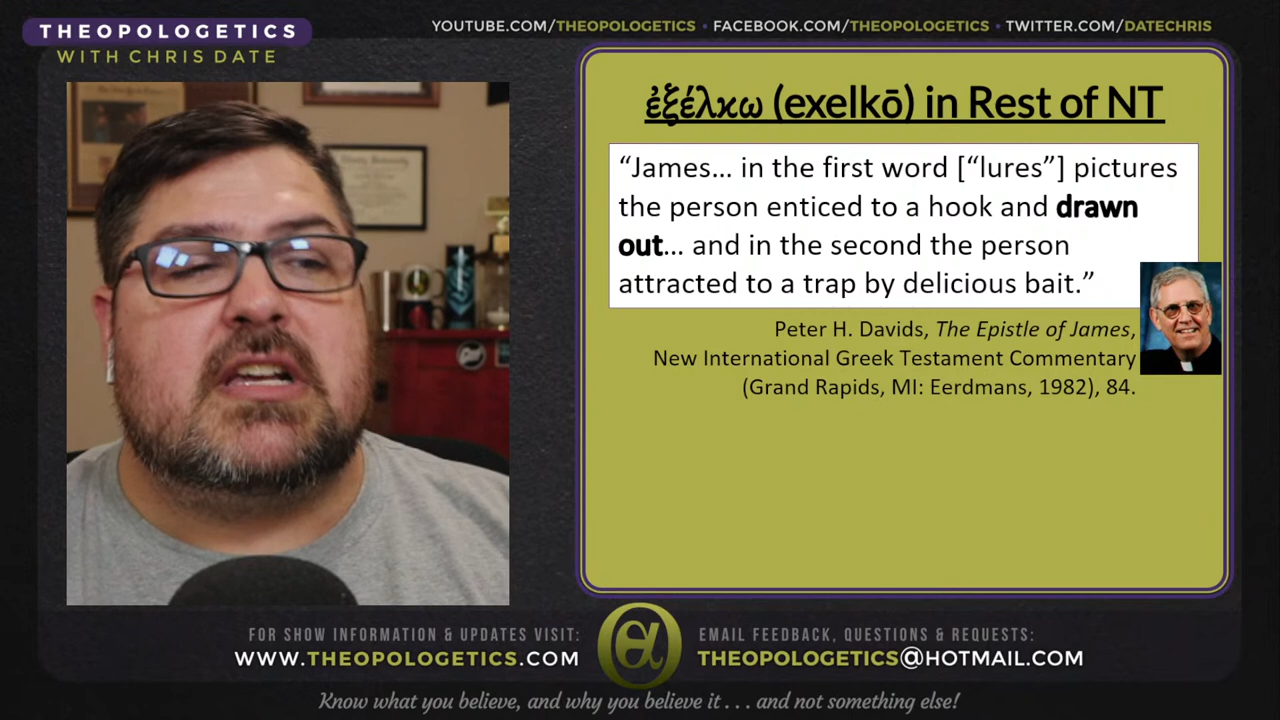 THEOPOLOGETICS
WITH CHRIS DATE
YOUTUBE.COM/THEOPOLOGETICS • FACEBOOK.COM/THEOPOLOGETICS • TWITTER.COM/DATECHRIS
ἐξέλκω (exelkō) in Rest of NT
“James... in the first word [“lures”] pictures
the person enticed to a hook and drawn
out... and in the second the person
attracted to a trap by delicious bait.”
Peter H. Davids, The Epistle of James,
New International Greek Testament Commentary
(Grand Rapids, MI: Eerdmans, 1982), 84.
FOR SHOW INFORMATION & UPDATES VISIT:
WWW.THEOPOLOGETICS.COM
EMAIL FEEDBACK, QUESTIONS & REQUESTS:
THEOPOLOGETICS@HOTMAIL.COM
Know what you believe, and why you believe it . . . and not something else!